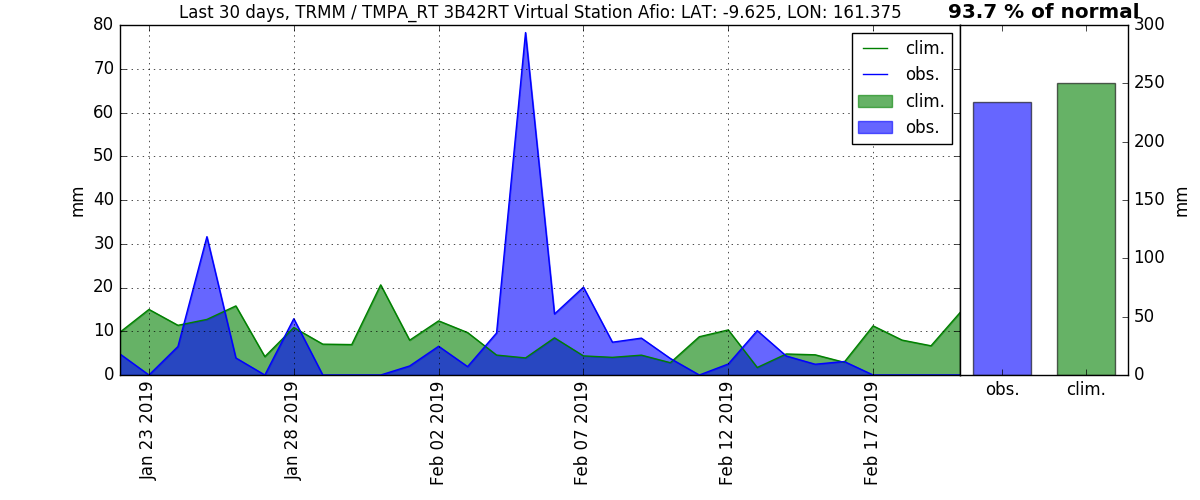 Last 30 days, TRMM / TMPA_RT 3B42RT Virtual Station Afio: LAT: -9.625, LON: 161.375
93.7 % of normal
80
70
60
50
40
30
20
10
0
mm
clim.
obs.
clim.
obs.
Jan 23 2019
Jan 28 2019
Feb 02 2019
Feb 07 2019
Feb 12 2019
Feb 17 2019
300
250
200
150
100
50
0
mm
obs.
clim.